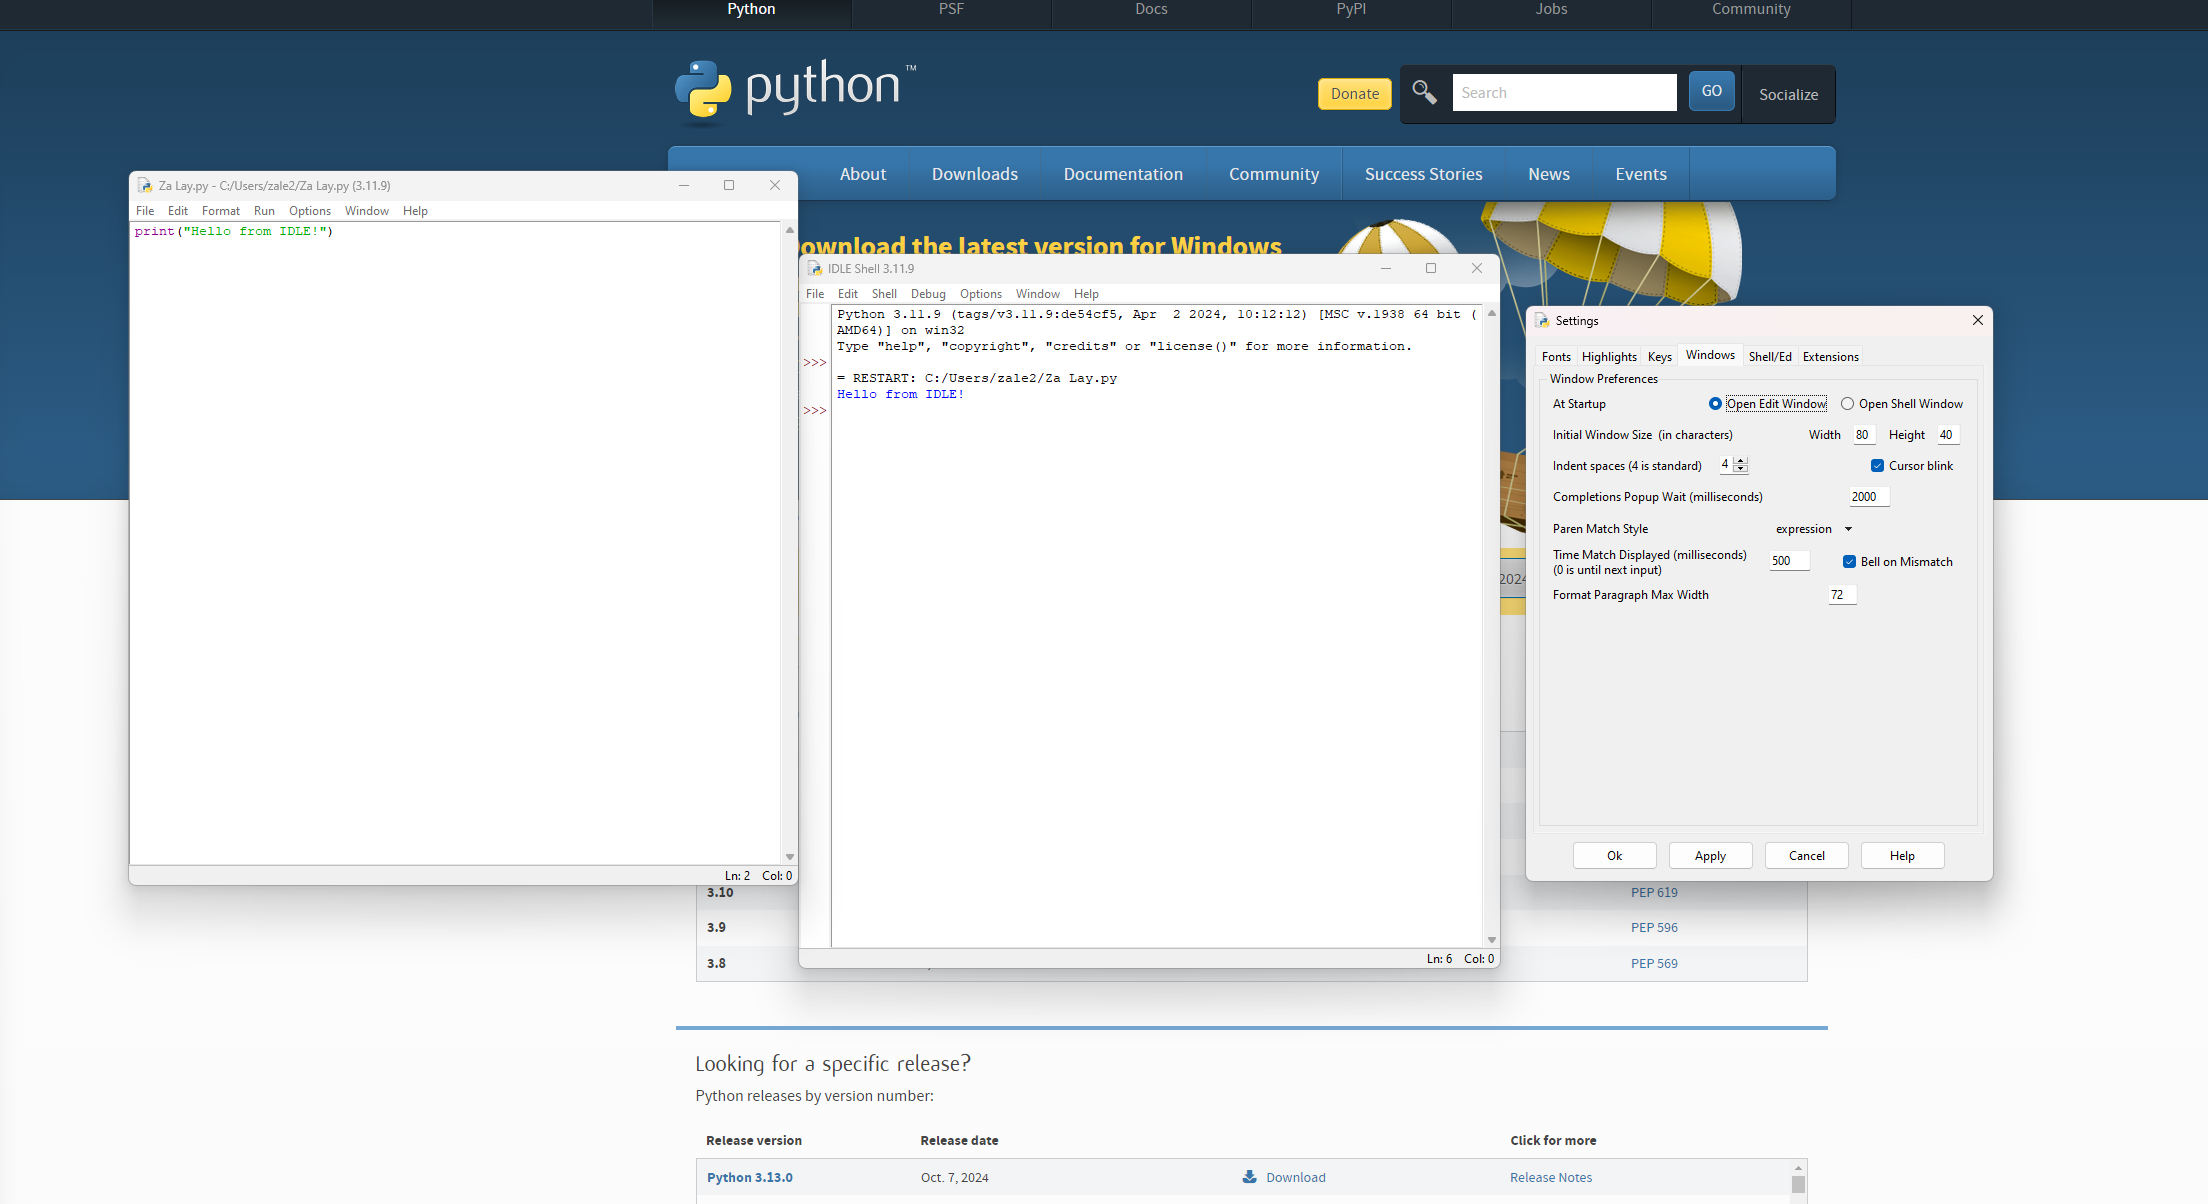 Python
PSF
Docs
PyPI
Jobs
Community
python™
Donate
Search
GO
Socialize
About
Downloads
Documentation
Community
Success Stories
News
Events
ownload the latest version for Windows
Za Lay.py - C:/Users/zale2/Za Lay.py (3.11.9)
File Edit Format Run Options Window Help
print("Hello from IDLE!")
Ln: 2 Col: 0
IDLE Shell 3.11.9
File Edit Shell Debug Options Window Help
Python 3.11.9 (tags/v3.11.9:de54cf5, Apr  2 2024, 10:12:12) [MSC v.1938 64 bit (
AMD64)] on win32
Type "help", "copyright", "credits" or "license()" for more information.
>>>
= RESTART: C:/Users/zale2/Za Lay.py
Hello from IDLE!
>>>
Ln: 6 Col: 0
2024
Settings
Fonts Highlights Keys Windows Shell/Ed Extensions
Window Preferences
At Startup Open Edit Window Open Shell Window
Initial Window Size (in characters) Width 80 Height 40
Indent spaces (4 is standard) 4 Cursor blink
Completions Popup Wait (milliseconds) 2000
Paren Match Style expression
Time Match Displayed (milliseconds)
(0 is until next input) 500 Bell on Mismatch
Format Paragraph Max Width 72
Ok Apply Cancel Help
3.10 PEP 619
3.9 PEP 596
3.8 PEP 569
Looking for a specific release?
Python releases by version number:
Release version Release date Click for more
Python 3.13.0 Oct. 7, 2024 Download Release Notes